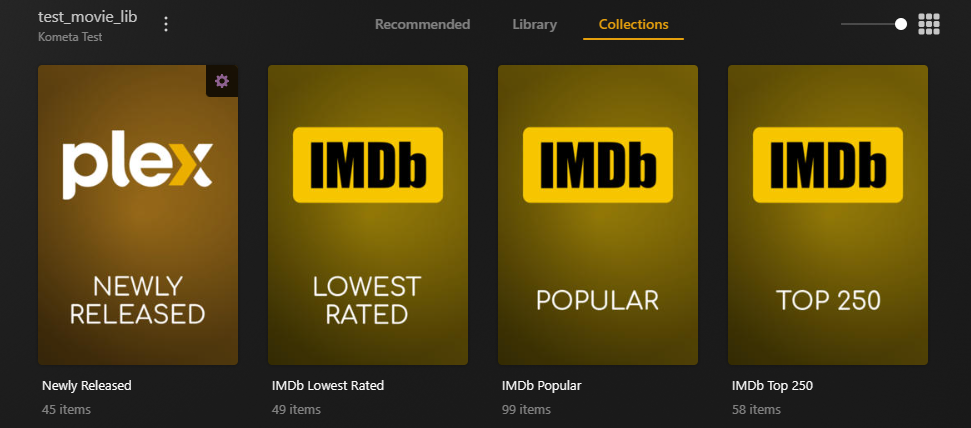 test_movie_lib
Kometa Test
Recommended
Library
Collections
plex
NEWLY
RELEASED
Newly Released
45 items
IMDb
LOWEST
RATED
IMDb Lowest Rated
49 items
IMDb
POPULAR
IMDb Popular
99 items
IMDb
TOP 250
IMDb Top 250
58 items